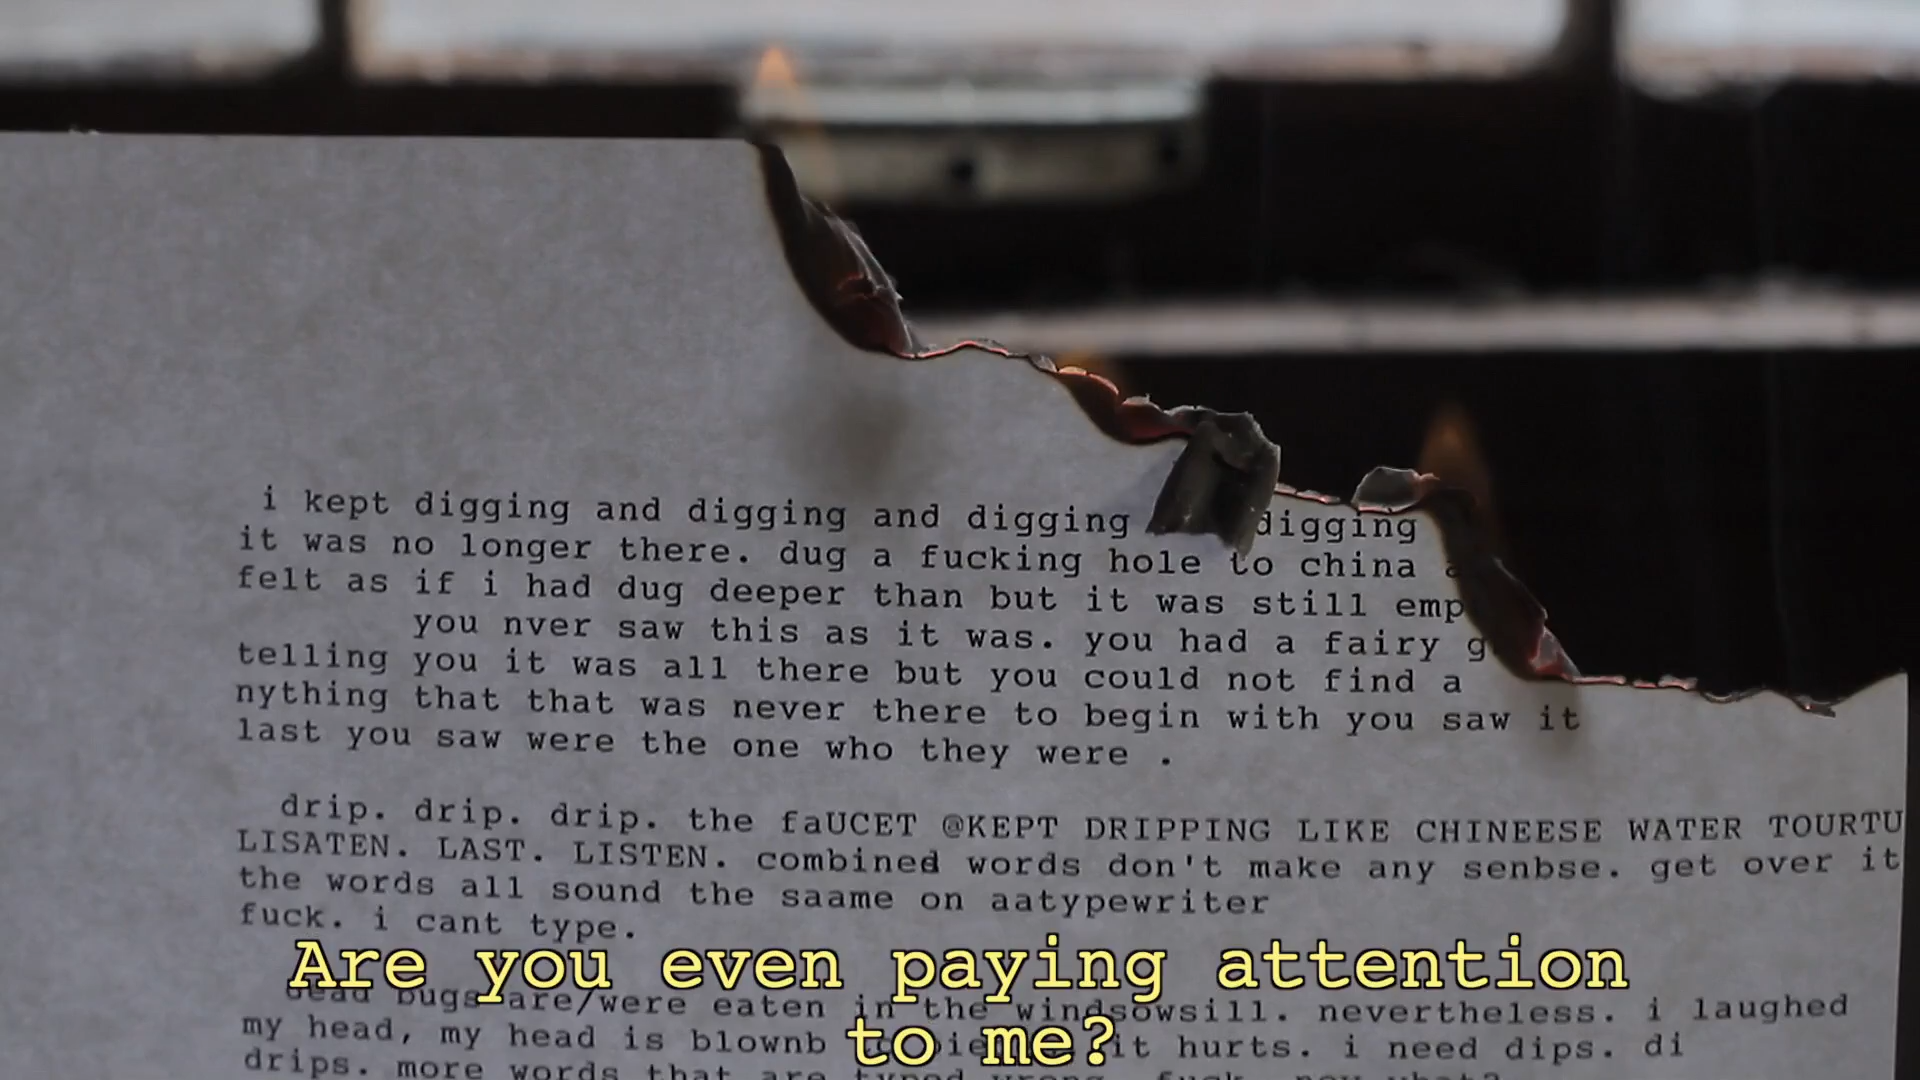 i kept digging and digging and digging digging
it was no longer there. dug a fucking hole to china
felt as if i had dug deeper than but it was still emp
you nver saw this as it was. you had a fairy g
telling you it was all there but you could not find a
nything that that was never there to begin with you saw it
last you saw were the one who they were .
drip. drip. drip. the faUCET @KEPT DRIPPING LIKE CHINEESE WATER TOURTU
LISATEN. LAST. LISTEN. combined words don't make any senbse. get over it
the words all sound the saame on aatypewriter
fuck. i cant type.
Are you even paying attention
to me?
dead bugs are/were eaten in the windsowsill. nevertheless. i laughed
my head, my head is blownb it hurts. i need dips. di
drips. more words that are typed wrong. fuck. now what?